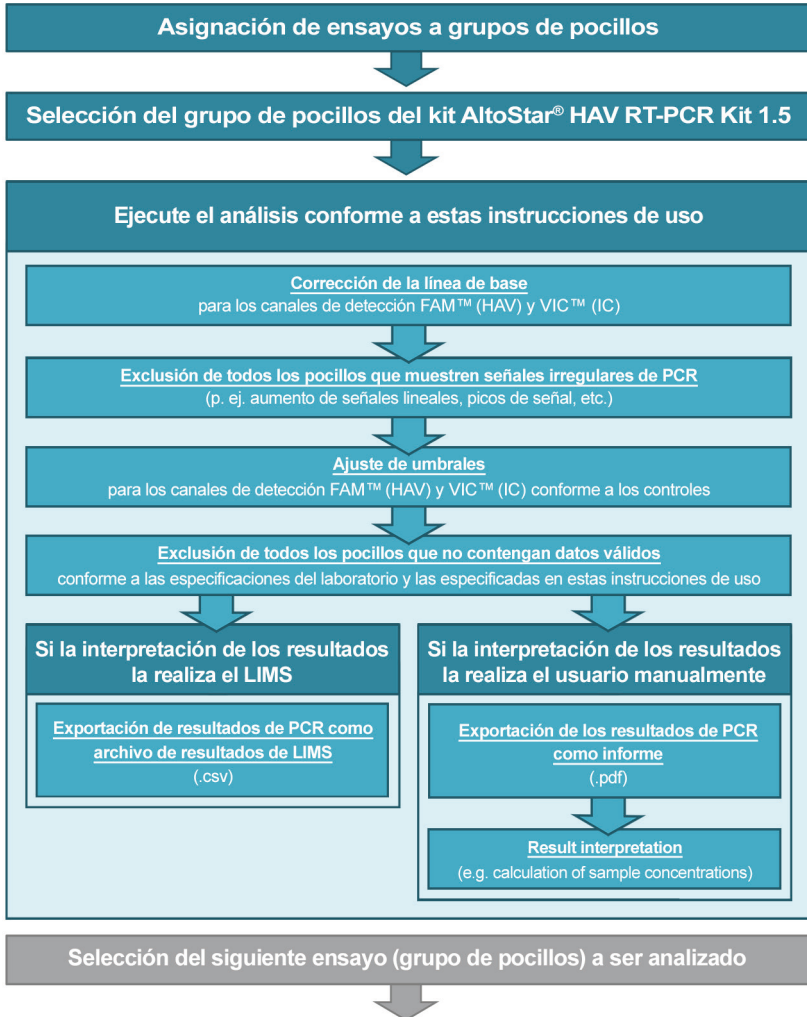 Asignación de ensayos a grupos de pocillos
Selección del grupo de pocillos del kit AltoStar® HAV RT-PCR Kit 1.5
Ejecute el análisis conforme a estas instrucciones de uso
Corrección de la línea de base
para los canales de detección FAM™ (HAV) y VIC™ (IC)
Exclusión de todos los pocillos que muestren señales irregulares de PCR
(p. ej. aumento de señales lineales, picos de señal, etc.)
Ajuste de umbrales
para los canales de detección FAM™ (HAV) y VIC™ (IC) conforme a los controles
Exclusión de todos los pocillos que no contengan datos válidos
conforme a las especificaciones del laboratorio y las especificadas en estas instrucciones de uso
Si la interpretación de los resultados
la realiza el LIMS
Exportación de resultados de PCR como
archivo de resultados de LIMS
(.csv)
Si la interpretación de los resultados
la realiza el usuario manualmente
Exportación de los resultados de PCR
como informe
(.pdf)
Result interpretation
(e.g. calculation of sample concentrations)
Selección del siguiente ensayo (grupo de pocillos) a ser analizado